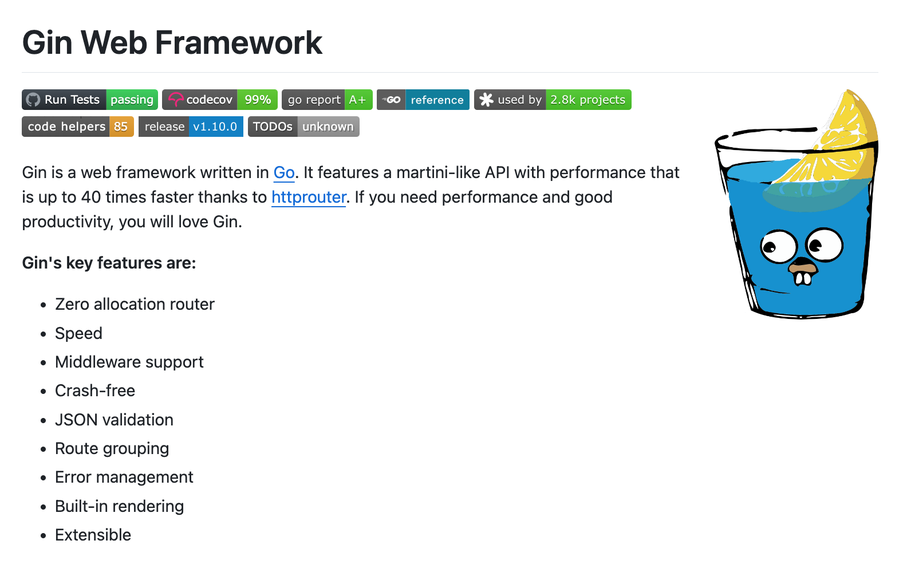 Gin Web Framework
Run Tests passing codecov 99% go report A+ GO reference used by 2.8k projects
code helpers 85 release v1.10.0 TODOs unknown
Gin is a web framework written in Go. It features a martini-like API with performance that
is up to 40 times faster thanks to httprouter. If you need performance and good
productivity, you will love Gin.
Gin's key features are:
• Zero allocation router
• Speed
• Middleware support
• Crash-free
• JSON validation
• Route grouping
• Error management
• Built-in rendering
• Extensible